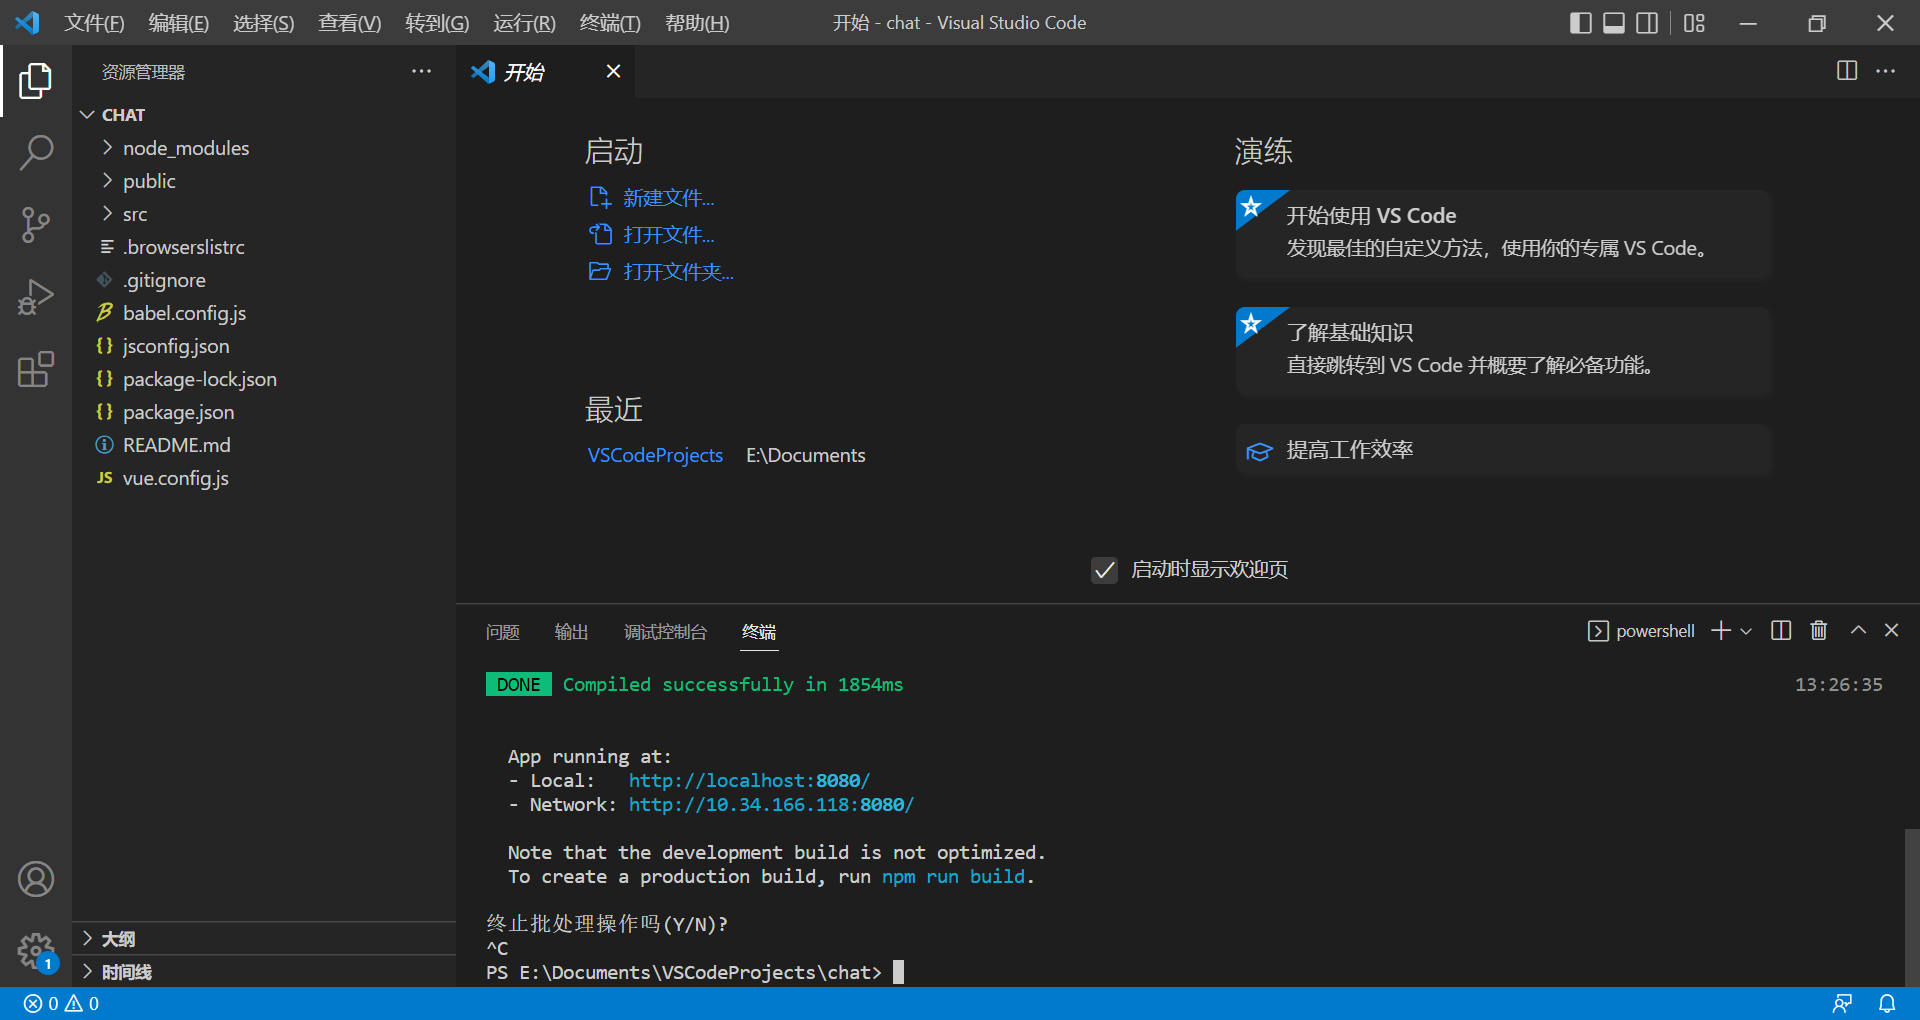 文件(F) 编辑(E) 选择(S) 查看(V) 转到(G) 运行(R) 终端(T) 帮助(H) 开始 - chat - Visual Studio Code
资源管理器
CHAT
node_modules
public
src
.browserslistrc
.gitignore
babel.config.js
jsconfig.json
package-lock.json
package.json
README.md
JS vue.config.js
大纲
时间线
开始
启动
新建文件...
打开文件...
打开文件夹...
最近
VSCodeProjects E:\Documents
演练
开始使用 VS Code
发现最佳的自定义方法，使用你的专属 VS Code。
了解基础知识
直接跳转到 VS Code 并概要了解必备功能。
提高工作效率
启动时显示欢迎页
问题 输出 调试控制台 终端 powershell
DONE Compiled successfully in 1854ms 13:26:35
App running at:
- Local: http://localhost:8080/
- Network: http://10.34.166.118:8080/
Note that the development build is not optimized.
To create a production build, run npm run build.
终止批处理操作吗(Y/N)?
^C
PS E:\Documents\VSCodeProjects\chat>
1
0 0